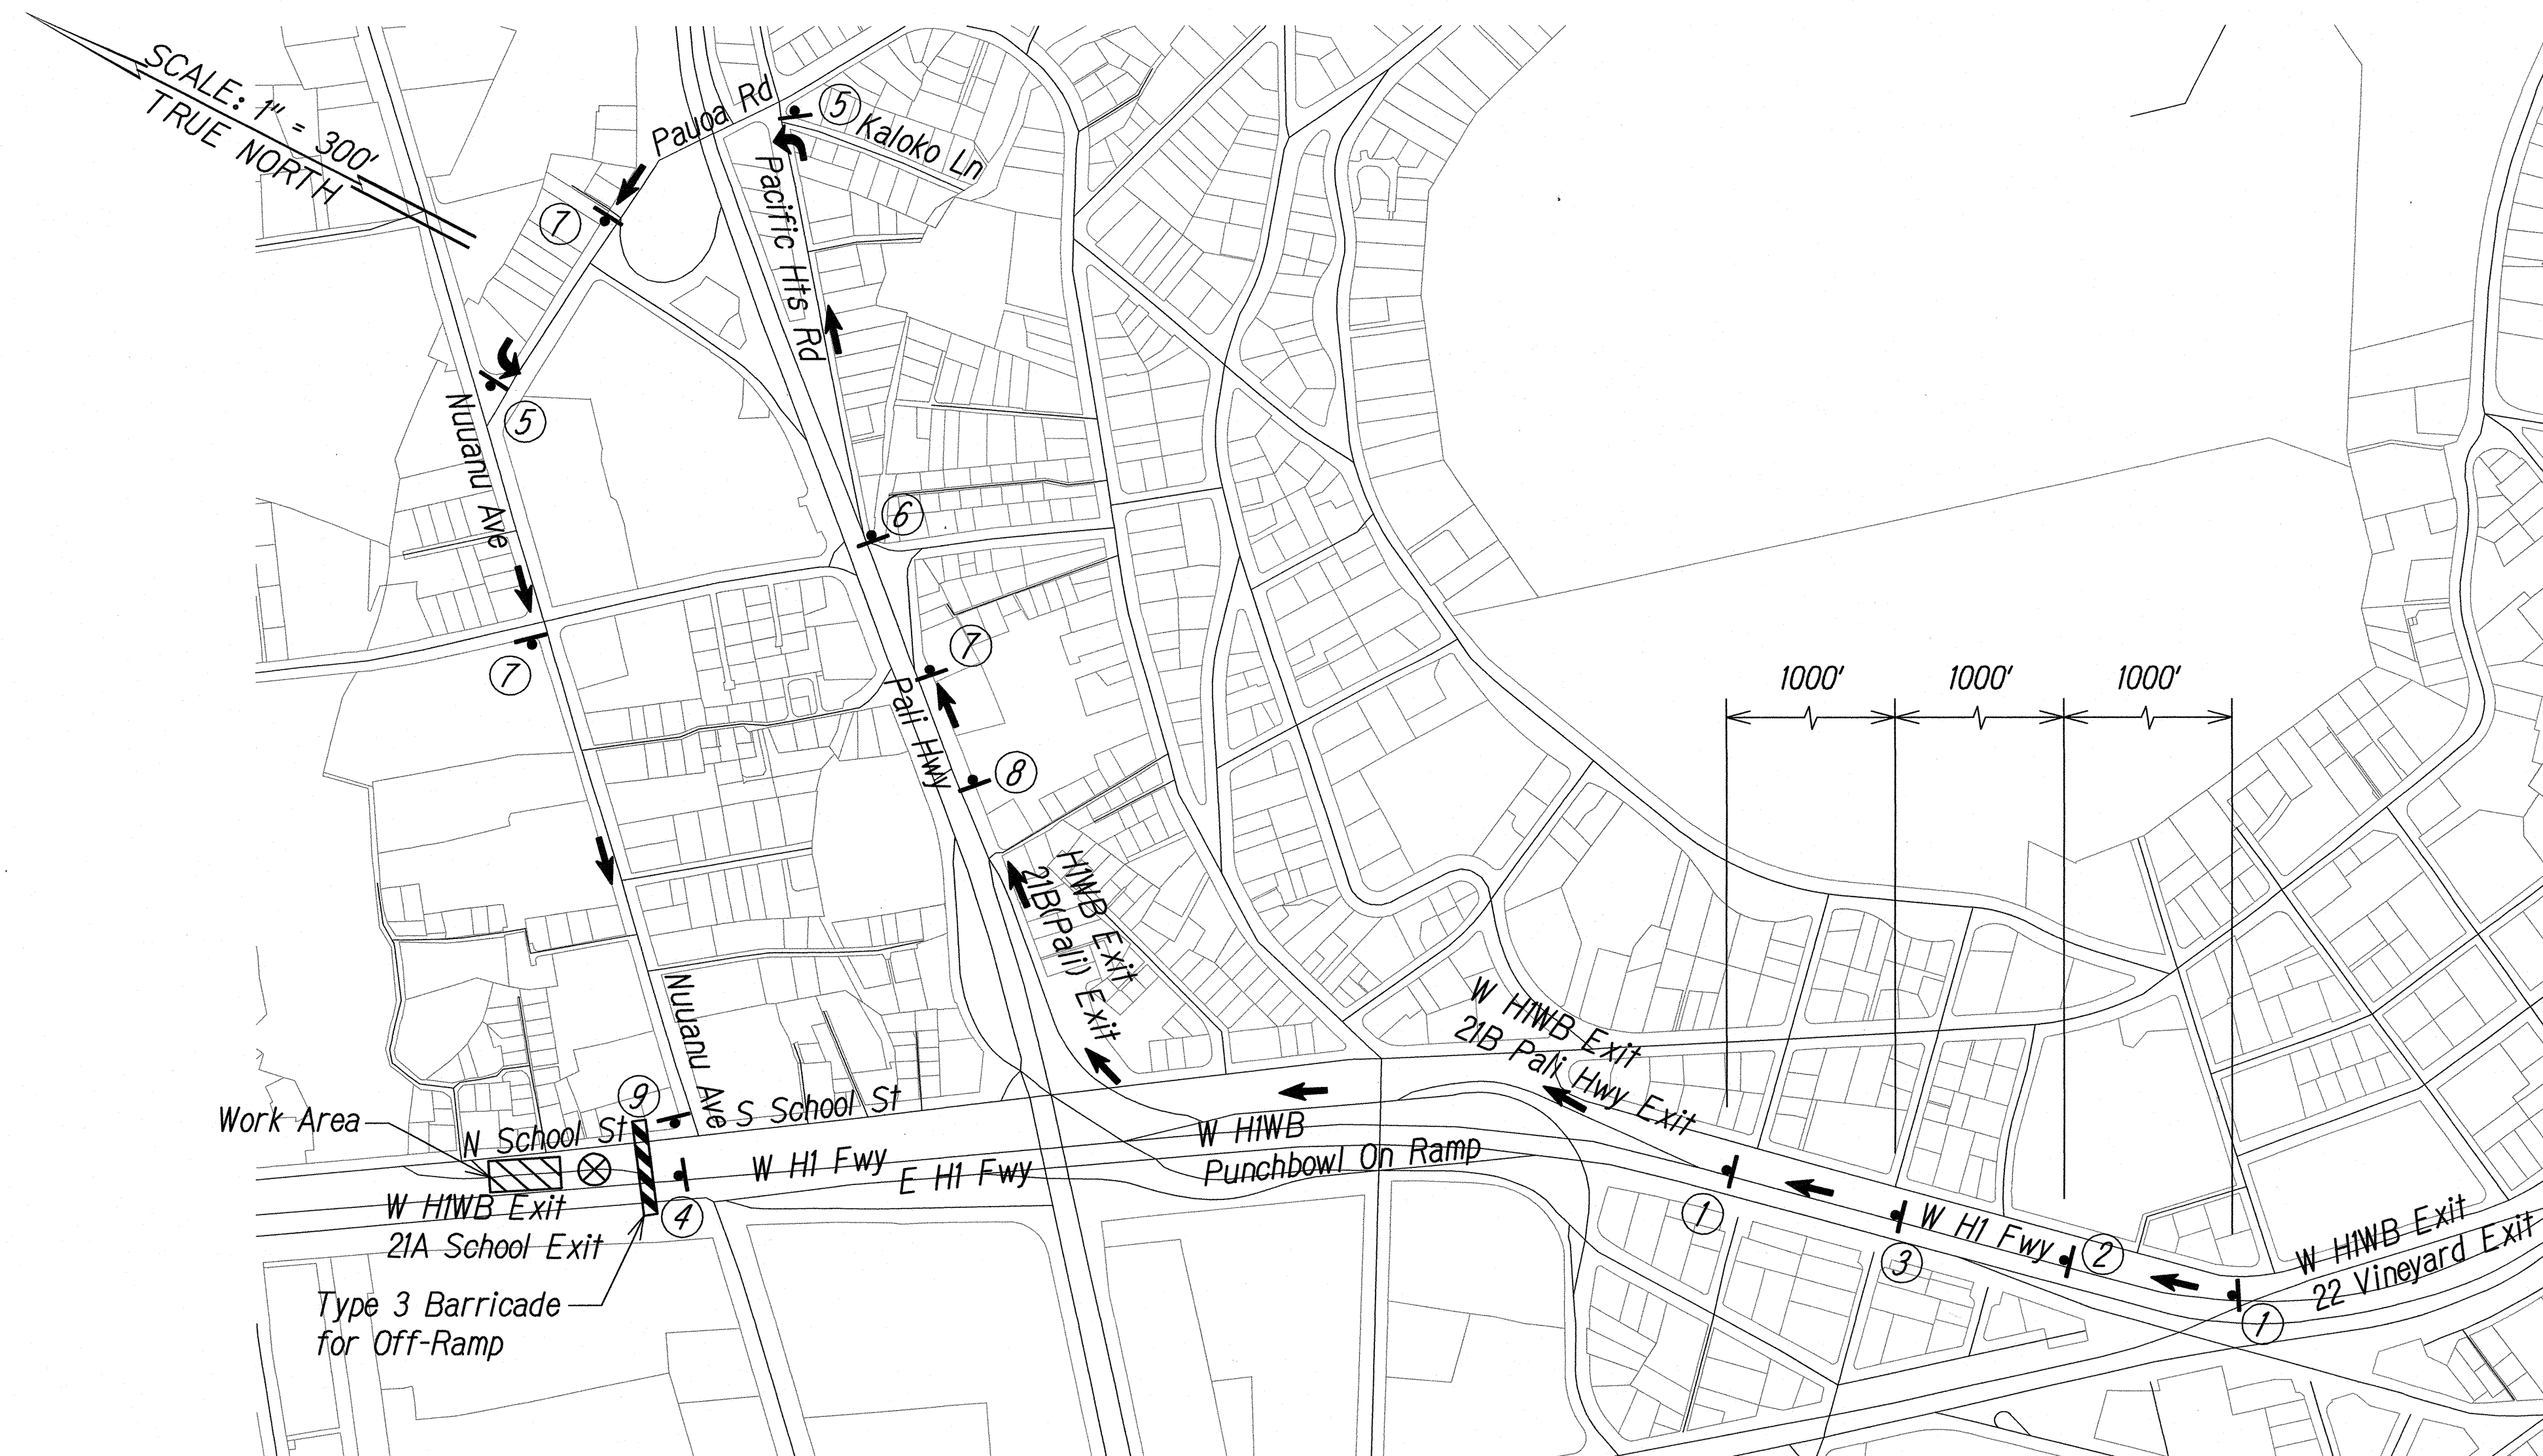 SCALE: 1" = 300'
TRUE NORTH
Pauoa Rd
5
Kaloko Ln
7
Pacific Hts Rd
5
Nuuanu Ave
6
7
7
Pali Hwy
8
1000'
1000'
1000'
H1WB Exit
21B(Pali) Exit
W H1WB Exit
21B Pali Hwy Exit
Nuuanu Ave
9
S School St
Work Area
N School St
W H1WB
Punchbowl On Ramp
W H1 Fwy
E H1 Fwy
W H1WB Exit
21A School Exit
4
1
3
W H1 Fwy
2
W H1WB Exit
22 Vineyard Exit
1
Type 3 Barricade
for Off-Ramp